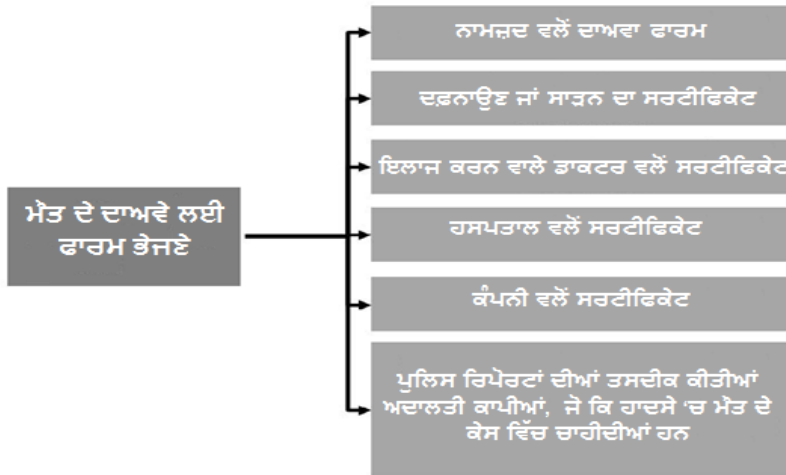 ਮੌਤ ਦੇ ਦਾਅਵੇ ਲਈ
ਫਾਰਮ ਭੇਜਣੇ
ਨਾਮਜ਼ਦ ਵਲੋਂ ਦਾਅਵਾ ਫਾਰਮ
ਦਫ਼ਨਾਉਣ ਜਾਂ ਸਾੜਨ ਦਾ ਸਰਟੀਫਿਕੇਟ
ਇਲਾਜ ਕਰਨ ਵਾਲੇ ਡਾਕਟਰ ਵਲੋਂ ਸਰਟੀਫਿਕੇਟ
ਹਸਪਤਾਲ ਵਲੋਂ ਸਰਟੀਫਿਕੇਟ
ਕੰਪਨੀ ਵਲੋਂ ਸਰਟੀਫਿਕੇਟ
ਪੁਲਿਸ ਰਿਪੋਰਟਾਂ ਦੀਆਂ ਤਸਦੀਕ ਕੀਤੀਆਂ
ਅਦਾਲਤੀ ਕਾਪੀਆਂ, ਜੋ ਕਿ ਹਾਦਸੇ ‘ਚ ਮੌਤ ਦੇ
ਕੇਸ ਵਿੱਚ ਚਾਹੀਦੀਆਂ ਹਨ